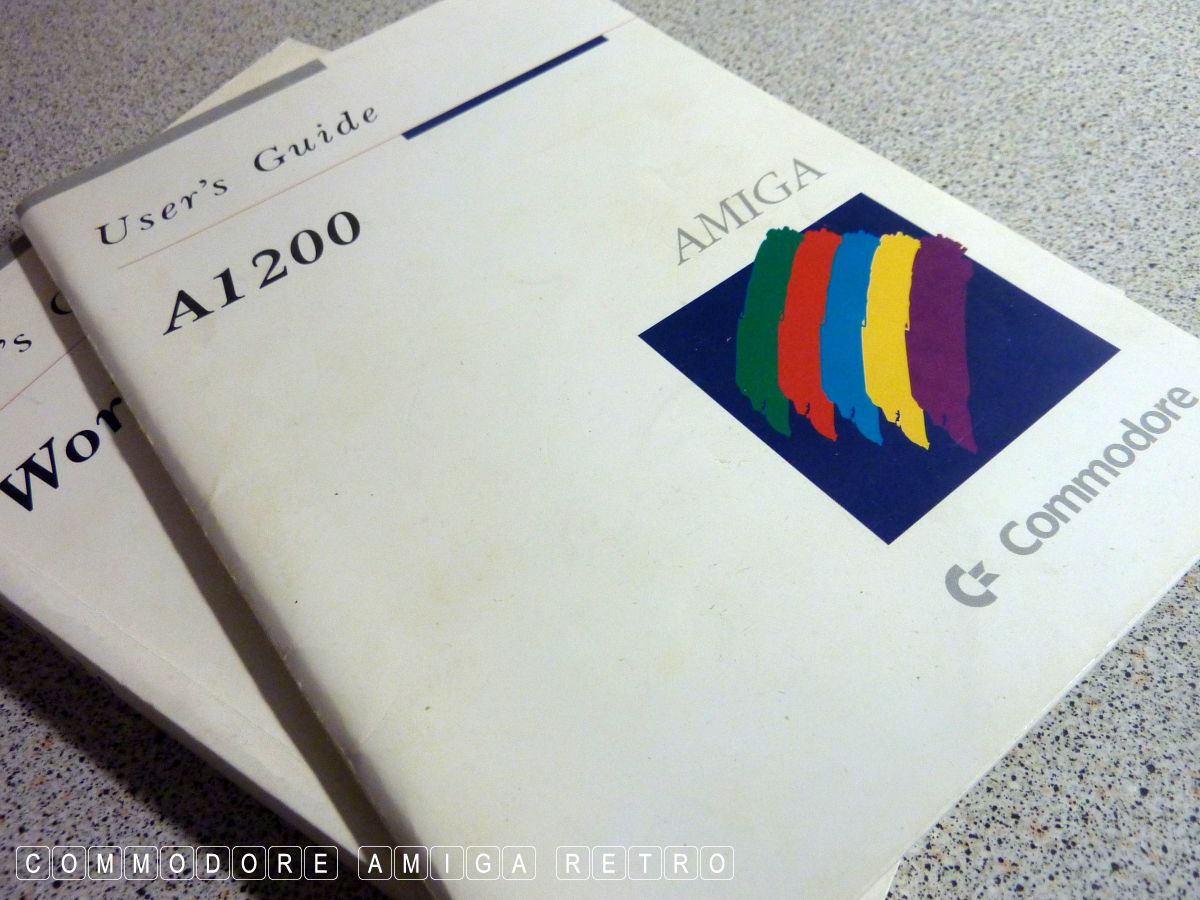 User's Guide
A1200
AMIGA
Commodore
's
COMMODORE AMIGA RETRO